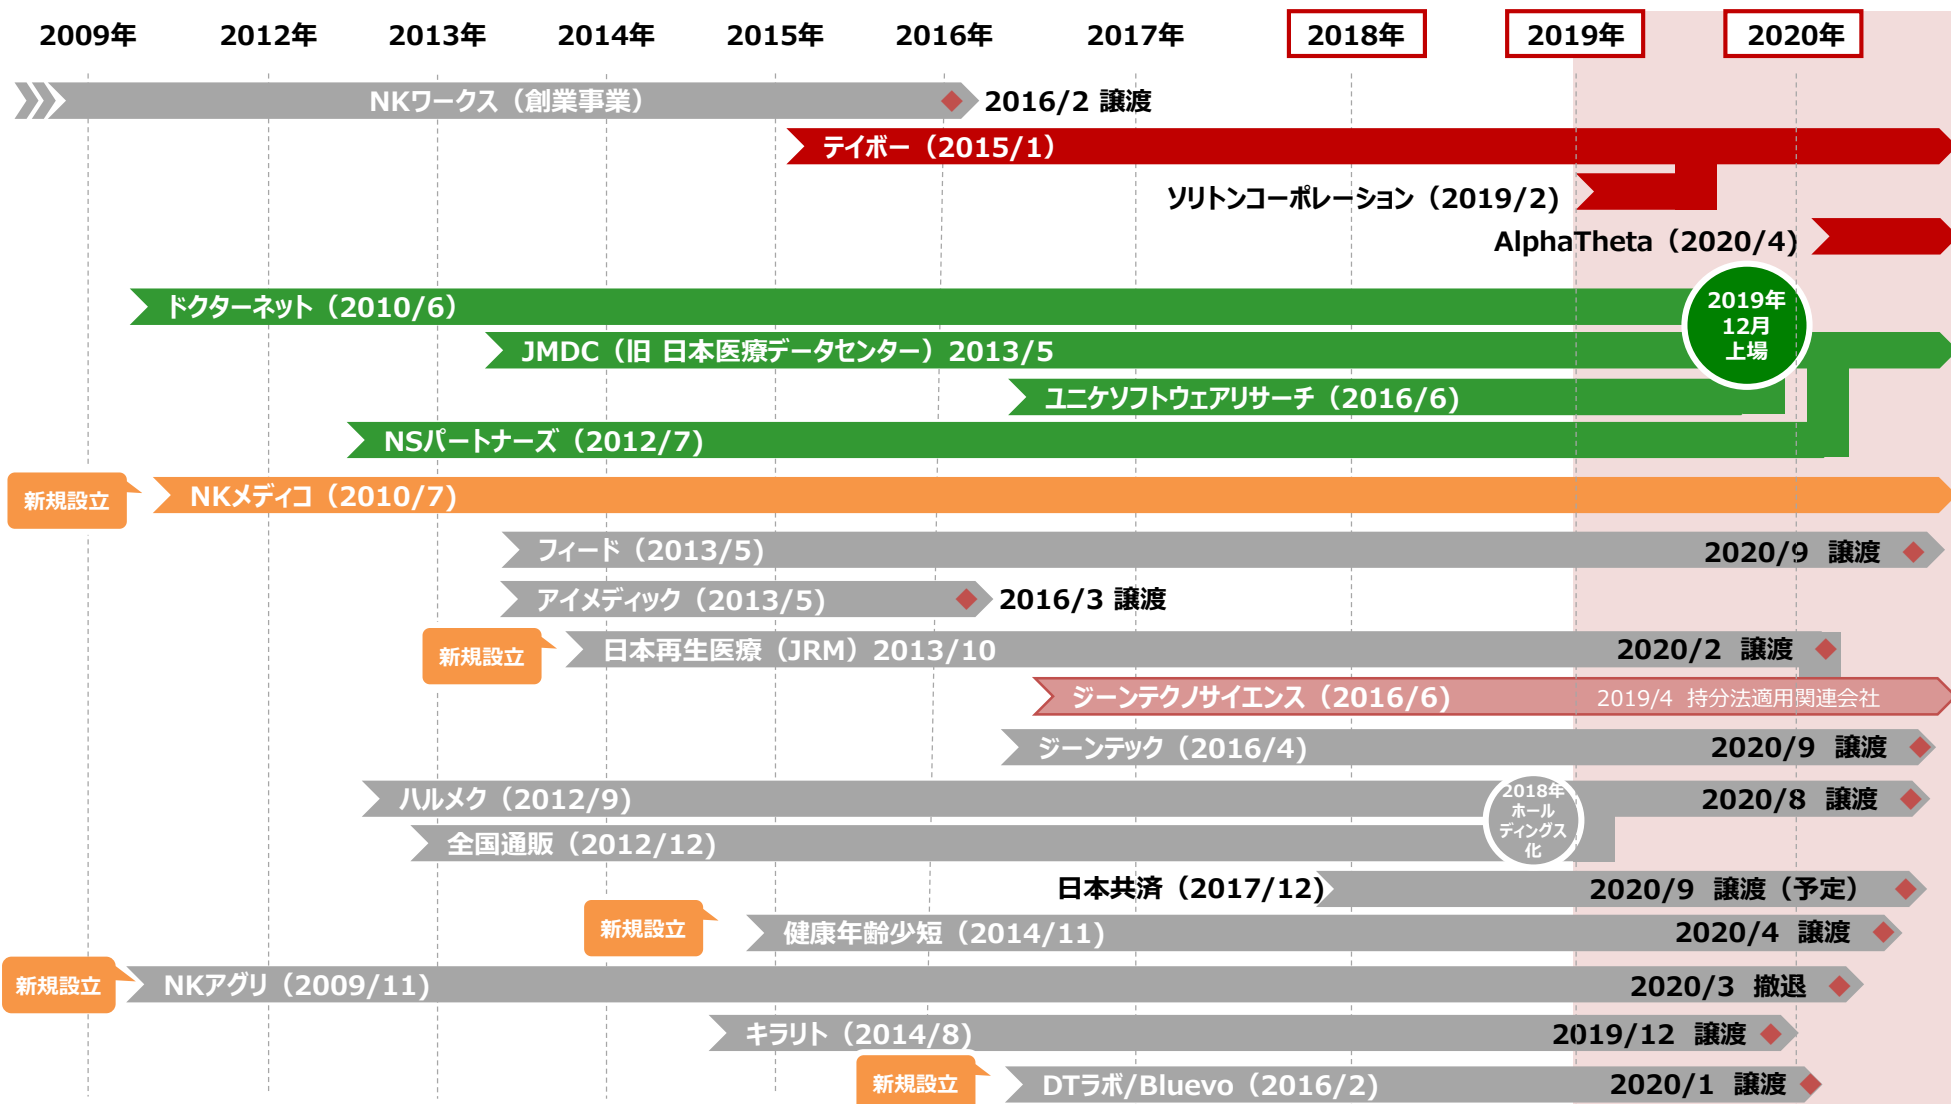 2009年 2012年 2013年 2014年 2015年 2016年 2017年 2018年 2019年 2020年
NKワークス（創業事業） 2016/2 譲渡
テイボー（2015/1）
ソリトンコーポレーション（2019/2)
AlphaTheta（2020/4)
ドクターネット（2010/6）
2019年
12月
上場
JMDC（旧 日本医療データセンター）2013/5
ユニケソフトウェアリサーチ（2016/6)
NSパートナーズ（2012/7)
新規設立 NKメディコ（2010/7)
フィード（2013/5) 2020/9 譲渡
アイメディック（2013/5) 2016/3 譲渡
新規設立 日本再生医療（JRM）2013/10 2020/2 譲渡
ジーンテクノサイエンス（2016/6) 2019/4 持分法適用関連会社
ジーンテック（2016/4) 2020/9 譲渡
ハルメク（2012/9) 2020/8 譲渡
2018年
ホール
ディングス
化
全国通販（2012/12)
日本共済（2017/12) 2020/9 譲渡（予定）
新規設立 健康年齢少短（2014/11) 2020/4 譲渡
新規設立 NKアグリ（2009/11) 2020/3 撤退
キラリト（2014/8) 2019/12 譲渡
新規設立 DTラボ/Bluevo（2016/2) 2020/1 譲渡